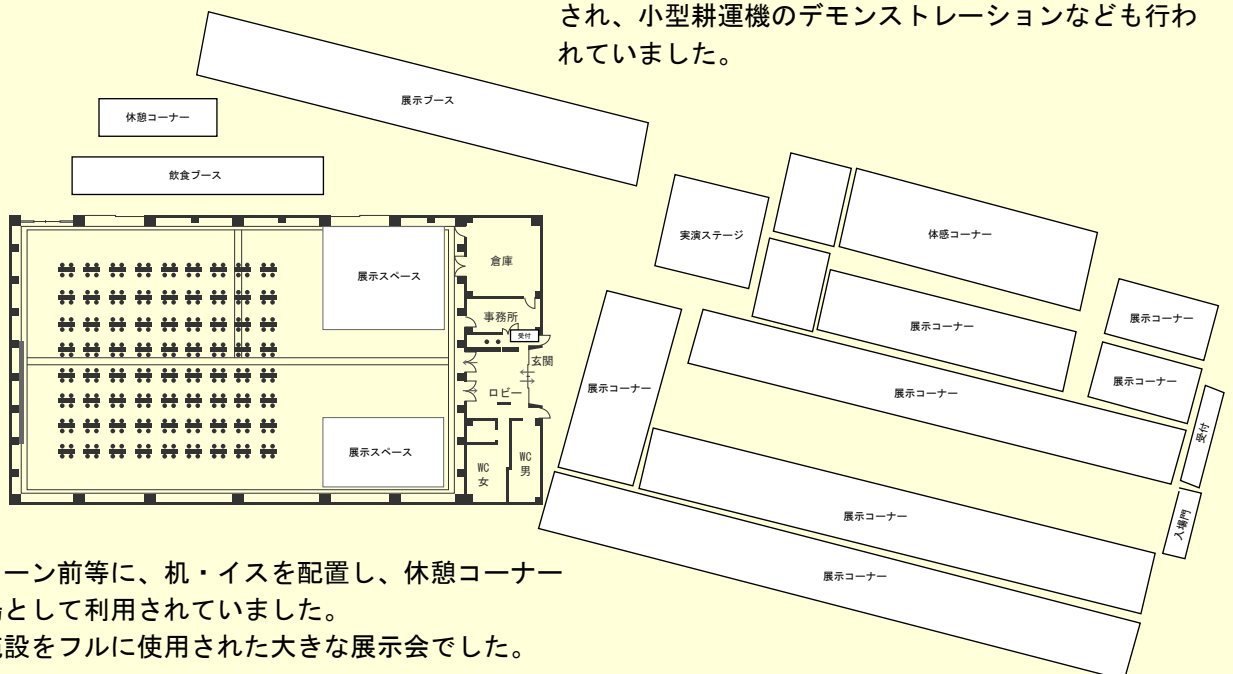 され、小型耕運機のデモンストレーションなども行わ
れていました。
展示ブース
休憩コーナー
飲食ブース
実演ステージ
体感コーナー
展示スペース
倉庫
事務所
受付
玄関
ロビー
展示スペース
WC
女
WC
男
展示コーナー
展示コーナー
展示コーナー
展示コーナー
展示コーナー
受付
入場門
展示コーナー
展示コーナー
ーン前等に、机・イスを配置し、休憩コーナー
として利用されていました。
設をフルに使用された大きな展示会でした。